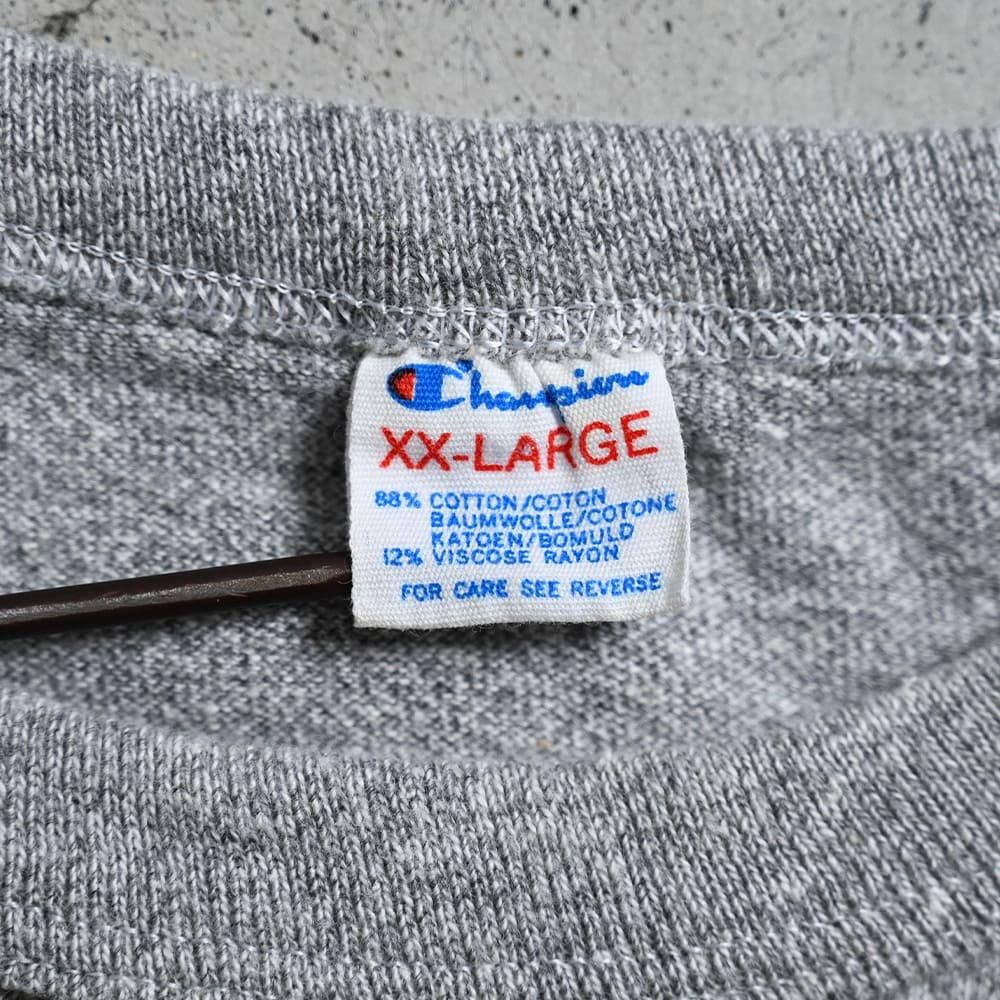 Champion
XX-LARGE
88% COTTON/COTON
BAUMWOLLE/COTONE
KATOEN/BOMULD
12% VISCOSE RAYON
FOR CARE SEE REVERSE